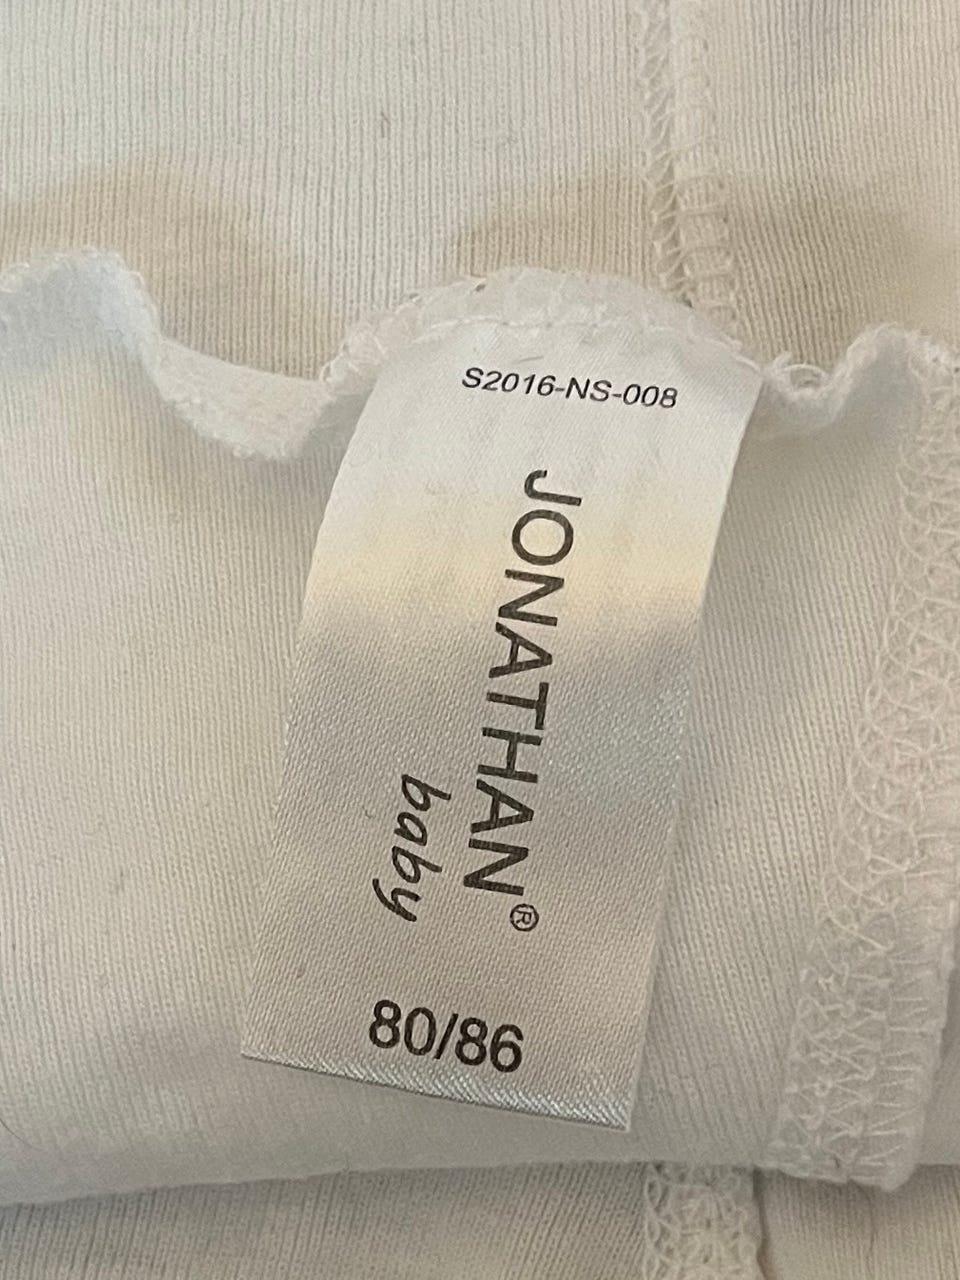 S2016-NS-008
JONATHAN®
baby
80/86